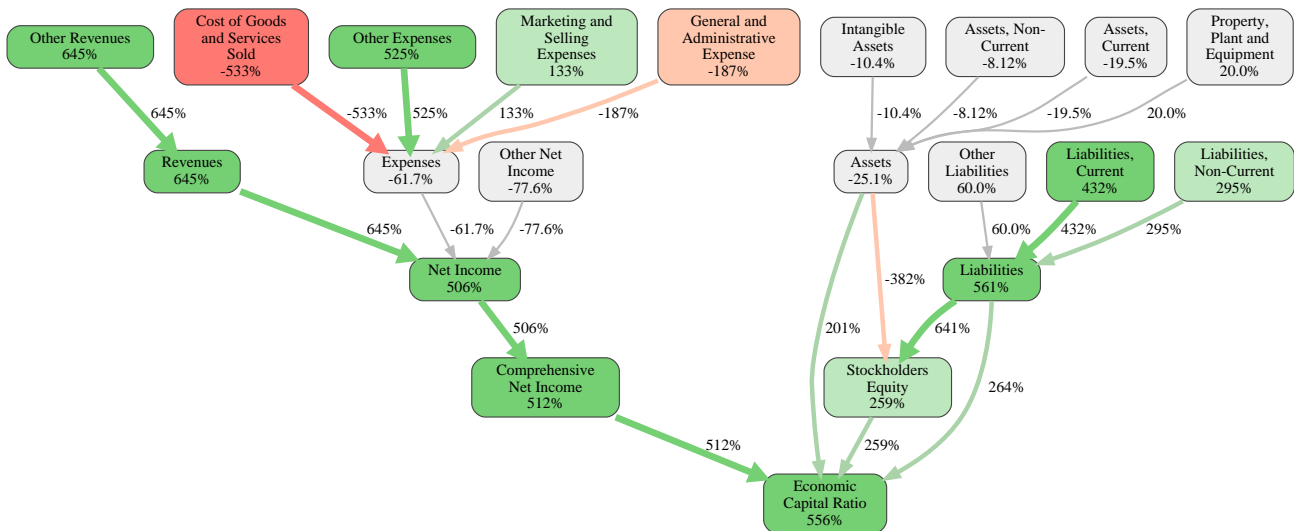 Other Revenues
645%
Cost of Goods
and Services
Sold
-533%
Other Expenses
525%
Marketing and
Selling
Expenses
133%
General and
Administrative
Expense
-187%
Intangible
Assets
-10.4%
Assets, Non-
Current
-8.12%
Assets,
Current
-19.5%
Property,
Plant and
Equipment
20.0%
645%
-533%
525%
133%
-187%
-10.4%
-8.12%
-19.5%
20.0%
Revenues
645%
Expenses
-61.7%
Other Net
Income
-77.6%
Assets
-25.1%
Other
Liabilities
60.0%
Liabilities,
Current
432%
Liabilities,
Non-Current
295%
645%
-61.7%
-77.6%
60.0%
432%
295%
Net Income
506%
Liabilities
561%
506%
201%
-382%
641%
264%
Comprehensive
Net Income
512%
Stockholders
Equity
259%
512%
259%
Economic
Capital Ratio
556%